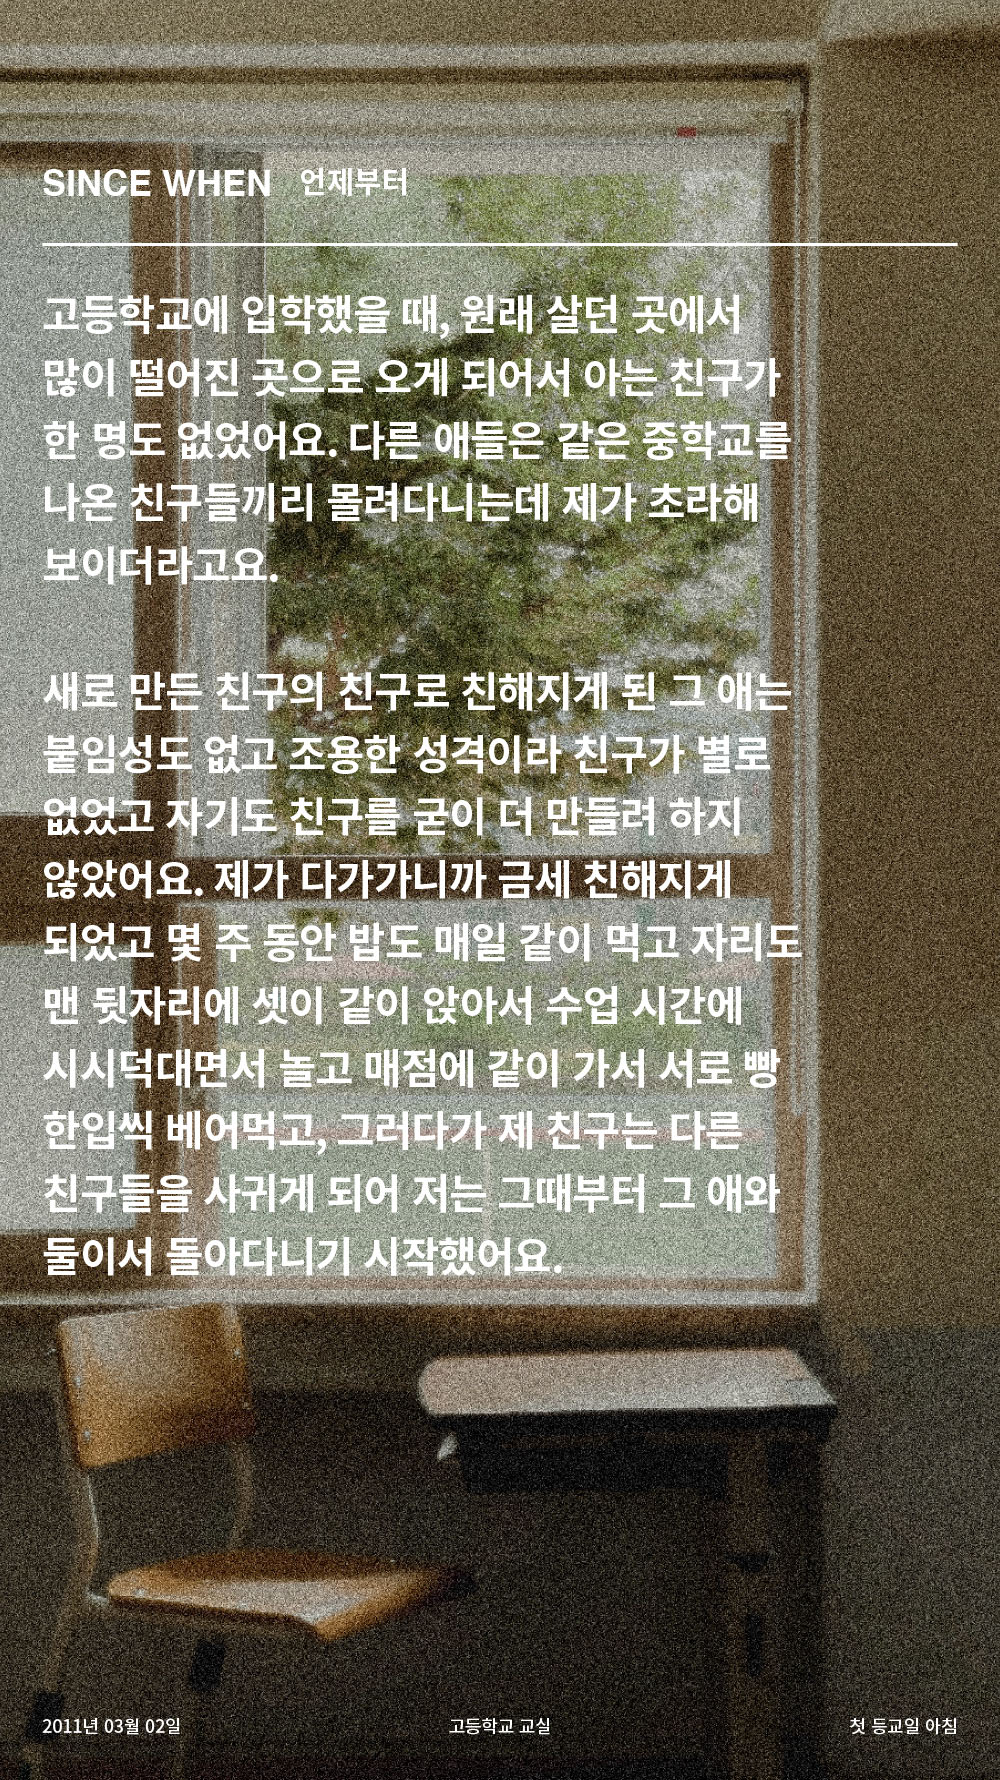 SINCE WHEN 언제부터
고등학교에 입학했을 때, 원래 살던 곳에서
많이 떨어진 곳으로 오게 되어서 아는 친구가
한 명도 없었어요. 다른 애들은 같은 중학교를
나온 친구들끼리 몰려다니는데 제가 초라해
보이더라고요.
새로 만든 친구의 친구로 친해지게 된 그 애는
붙임성도 없고 조용한 성격이라 친구가 별로
없었고 자기도 친구를 굳이 더 만들려 하지
않았어요. 제가 다가가니까 금세 친해지게
되었고 몇 주 동안 밥도 매일 같이 먹고 자리도
맨 뒷자리에 셋이 같이 앉아서 수업 시간에
시시덕대면서 놀고 매점에 같이 가서 서로 빵
한입씩 베어먹고, 그러다가 제 친구는 다른
친구들을 사귀게 되어 저는 그때부터 그 애와
둘이서 돌아다니기 시작했어요.
2011년 03월 02일 고등학교 교실 첫 등교일 아침